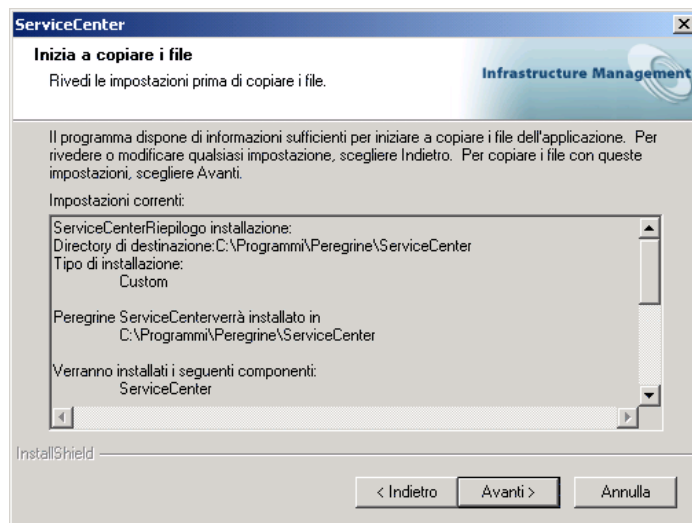 ServiceCenter
Inizia a copiare i file
Rivedi le impostazioni prima di copiare i file.
Infrastructure Management
Il programma dispone di informazioni sufficienti per iniziare a copiare i file dell'applicazione. Per
rivedere o modificare qualsiasi impostazione, scegliere Indietro. Per copiare i file con queste
impostazioni, scegliere Avanti.
Impostazioni correnti:
ServiceCenterRiepilogo installazione:
Directory di destinazione:C:\Programmi\Peregrine\ServiceCenter
Tipo di installazione:
Custom
Peregrine ServiceCenterverrà installato in
C:\Programmi\Peregrine\ServiceCenter
Verranno installati i seguenti componenti:
ServiceCenter
InstallShield
< Indietro
Avanti >
Annulla